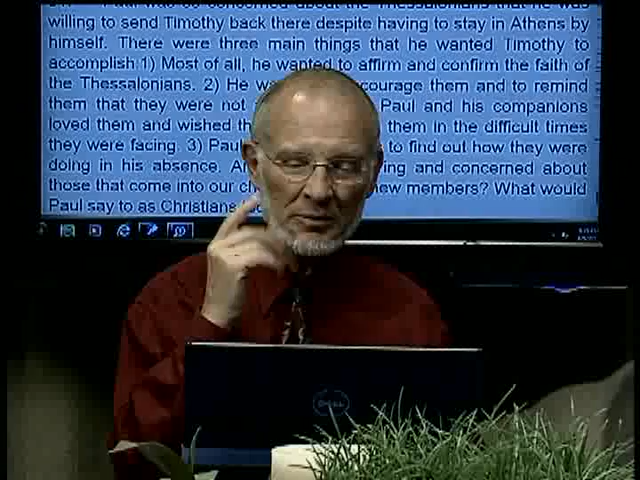 Paul was so concerned about the Thessalonians that he was
willing to send Timothy back there despite having to stay in Athens by
himself. There were three main things that he wanted Timothy to
accomplish 1) Most of all, he wanted to affirm and confirm the faith of
the Thessalonians. 2) He courage them and to remind
them that they were not Paul and his companions
loved them and wished them in the difficult times
they were facing. 3) Paul to find out how they were
doing in his absence. ing and concerned about
those that come into our new members? What would
Paul say to as Christians
DELL